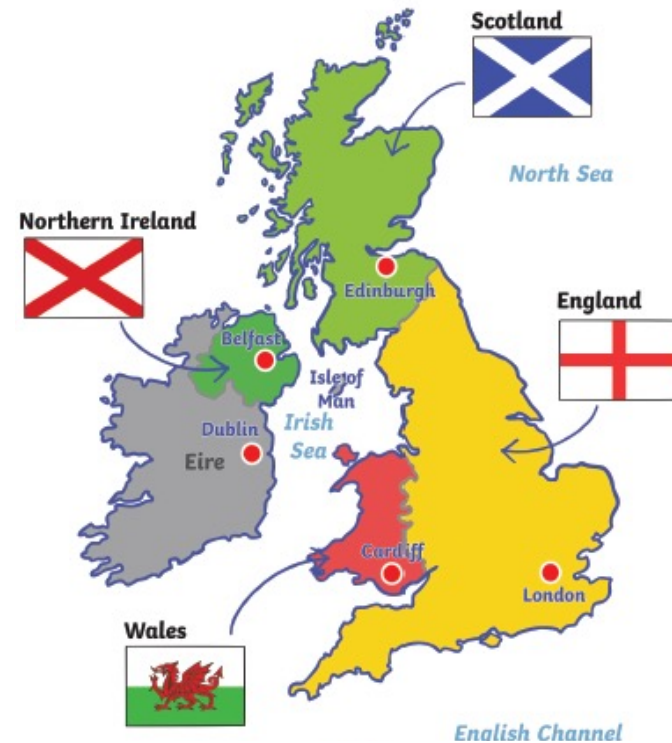 Scotland
North Sea
Northern Ireland
Edinburgh
England
Belfast
Isle of
Man
Irish
Sea
Dublin
Eire
Cardiff
London
Wales
English Channel